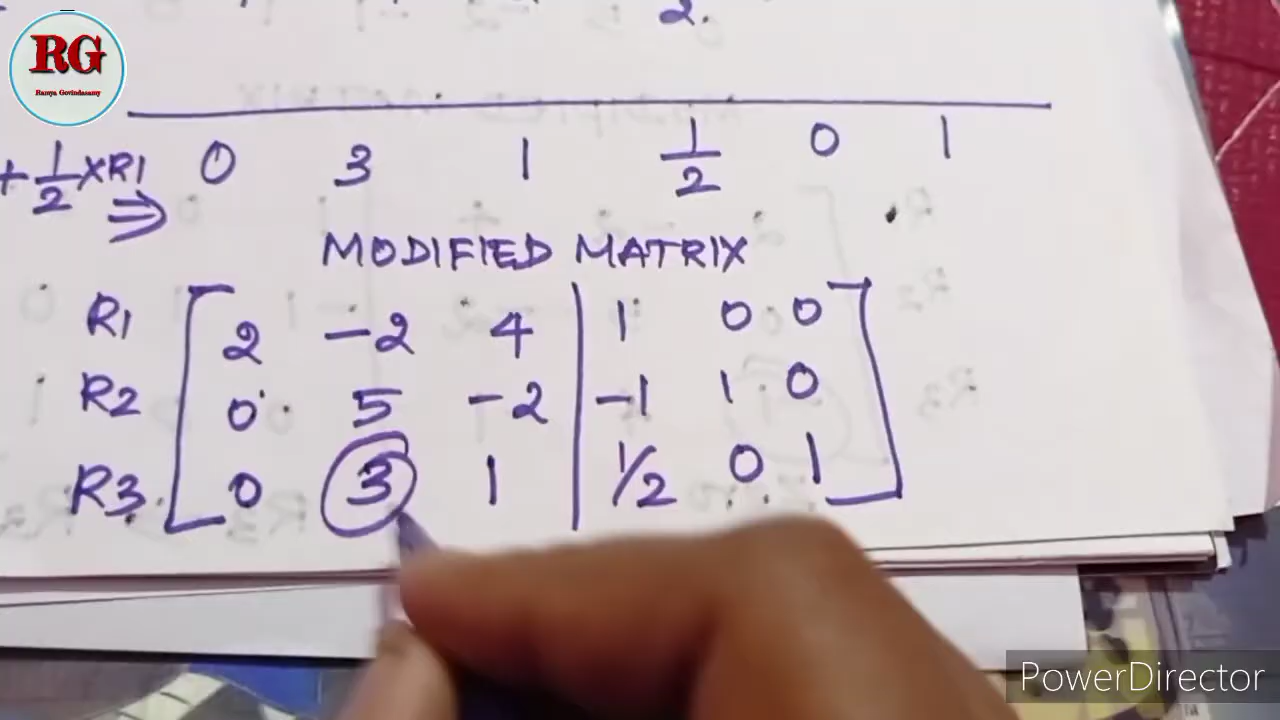 2.
RG
Ramya Govindasamy
+ 1/2 × R1 ⇒ 0 3 1 1/2 0 1
MODIFIED MATRIX
R1 2 -2 4 1 0 0
R2 0 5 -2 -1 1 0
R3 0 3 1 1/2 0 1
PowerDirector